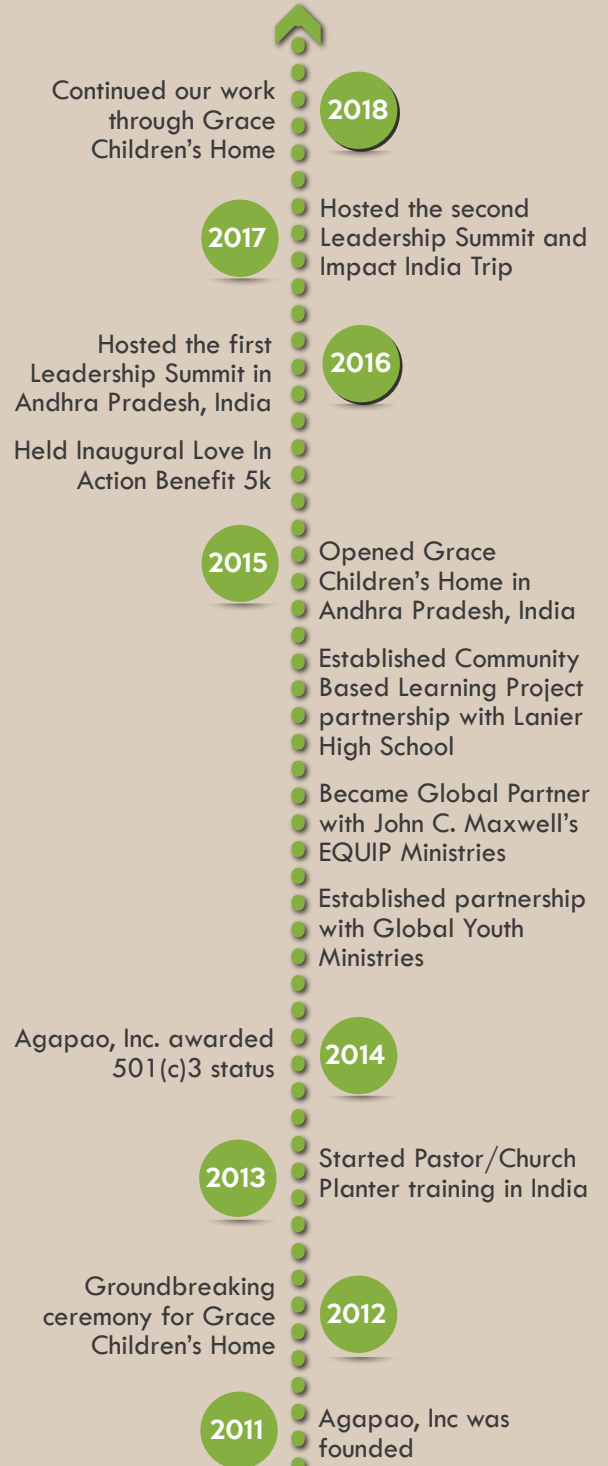 Continued our work
through Grace
Children's Home
2018
2017
Hosted the second
Leadership Summit and
Impact India Trip
Hosted the first
Leadership Summit in
Andhra Pradesh, India
Held Inaugural Love In
Action Benefit 5k
2016
2015
Opened Grace
Children's Home in
Andhra Pradesh, India
Established Community
Based Learning Project
partnership with Lanier
High School
Became Global Partner
with John C. Maxwell's
EQUIP Ministries
Established partnership
with Global Youth
Ministries
Agapao, Inc. awarded
501(c)3 status
2014
2013
Started Pastor/Church
Planter training in India
Groundbreaking
ceremony for Grace
Children's Home
2012
2011
Agapao, Inc was
founded